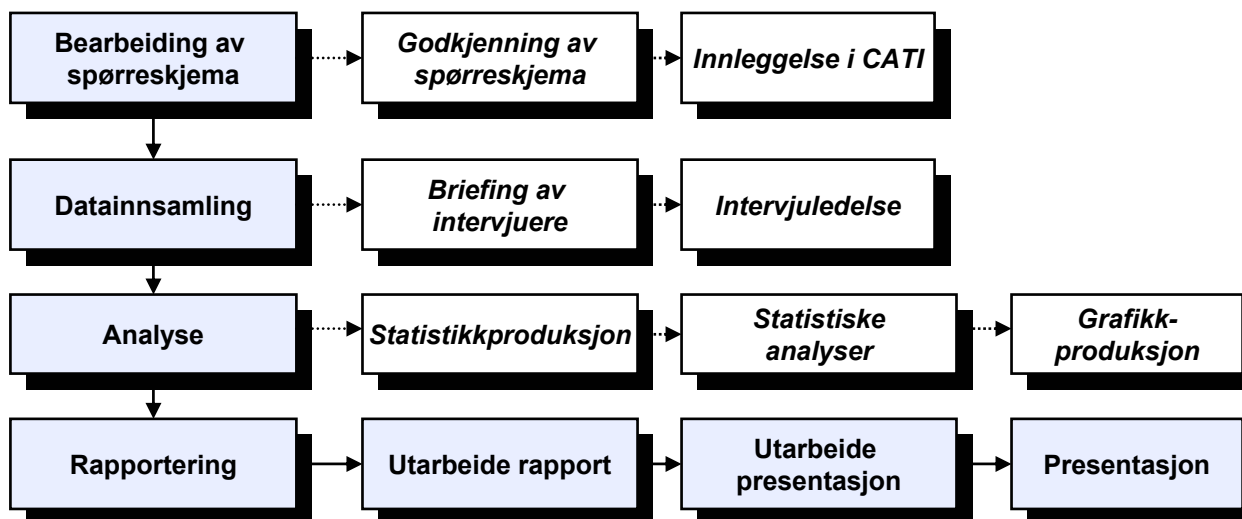 Bearbeiding av
spørreskjema
Godkjenning av
spørreskjema
Innleggelse i CATI
Datainnsamling
Briefing av
intervjuere
Intervjuledelse
Analyse
Statistikkproduksjon
Statistiske
analyser
Grafikk-
produksjon
Rapportering
Utarbeide rapport
Utarbeide
presentasjon
Presentasjon